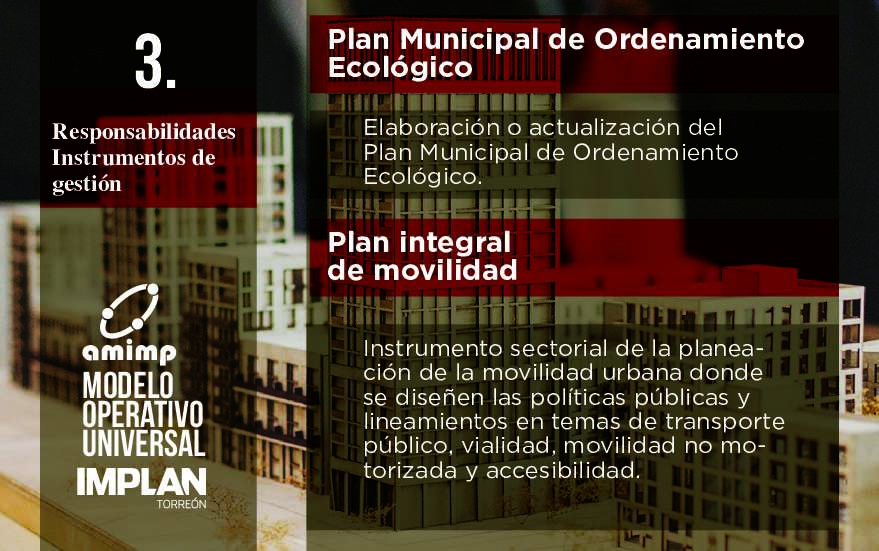 3.
Responsabilidades
Instrumentos de
gestión
amimp
MODELO
OPERATIVO
UNIVERSAL
IMPLAN
TORREÓN
Plan Municipal de Ordenamiento
Ecológico
Elaboración o actualización del
Plan Municipal de Ordenamiento
Ecológico.
Plan integral
de movilidad
Instrumento sectorial de la planea-
ción de la movilidad urbana donde
se diseñen las políticas públicas y
lineamientos en temas de transporte
público, vialidad, movilidad no mo-
torizada y accesibilidad.